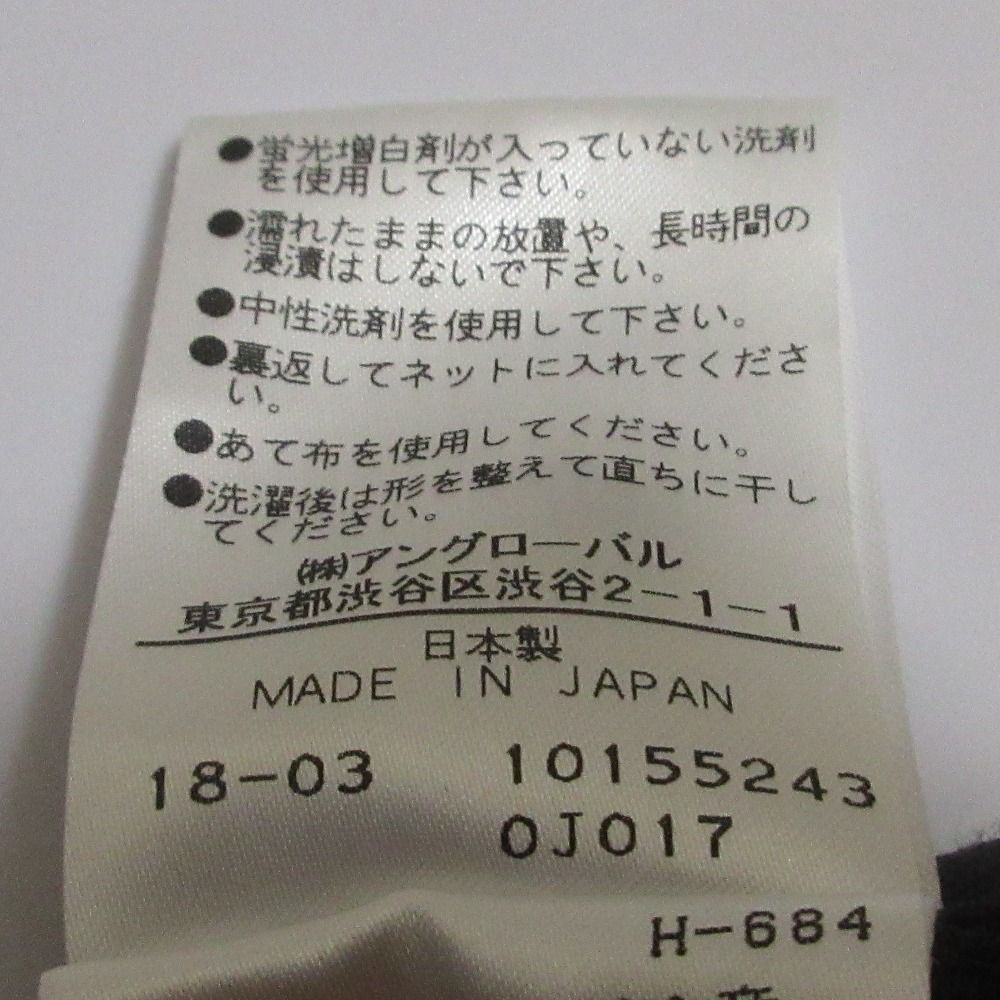 ●蛍光増白剤が入っていない洗剤
を使用して下さい。
●濡れたままの放置や、長時間の
浸漬はしないで下さい。
●中性洗剤を使用して下さい。
●裏返してネットに入れてくださ
い。
●あて布を使用してください。
●洗濯後は形を整えて直ちに干し
てください。
㈱アングローバル
東京都渋谷区渋谷2-1-1
日本製
MADE IN JAPAN
18-03 10155243
0J017
H-684